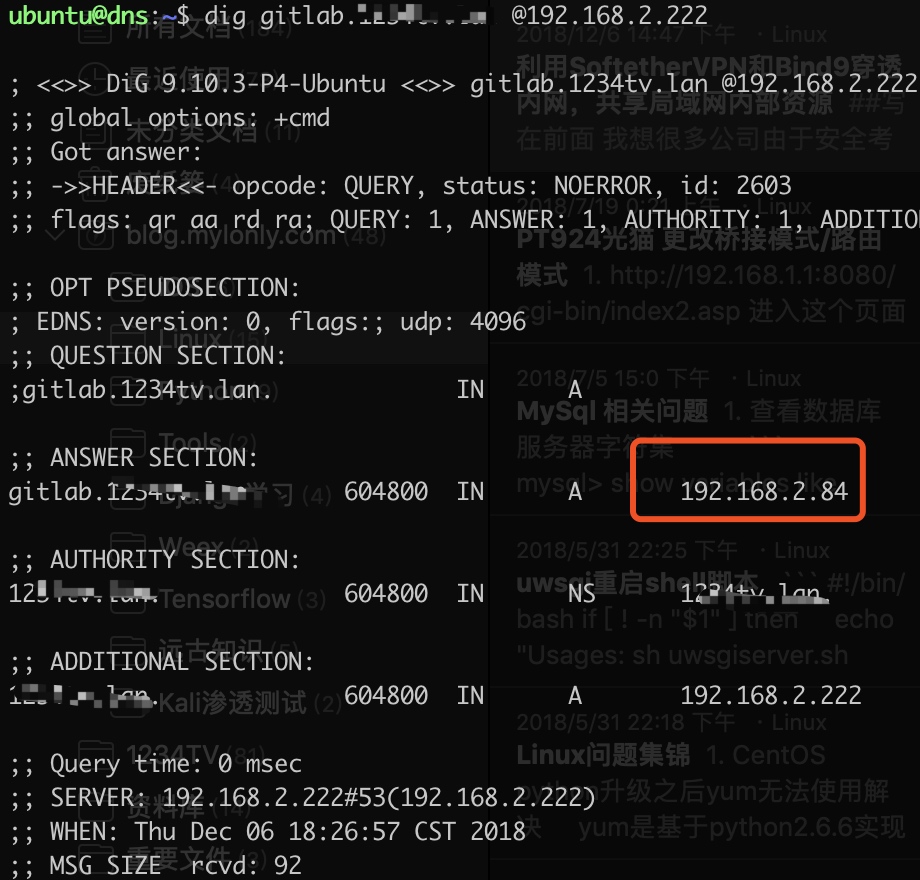 ubuntu@dns:~$ dig gitlab. @192.168.2.222
; <<>> DiG 9.10.3-P4-Ubuntu <<>> gitlab.1234tv.lan @192.168.2.222
;; global options: +cmd
;; Got answer:
;; ->>HEADER<<- opcode: QUERY, status: NOERROR, id: 2603
;; flags: qr aa rd ra; QUERY: 1, ANSWER: 1, AUTHORITY: 1, ADDITIO
;; OPT PSEUDOSECTION:
; EDNS: version: 0, flags:; udp: 4096
;; QUESTION SECTION:
;gitlab.1234tv.lan. IN A
;; ANSWER SECTION:
gitlab. 604800 IN A 192.168.2.84
;; AUTHORITY SECTION:
604800 IN NS
;; ADDITIONAL SECTION:
604800 IN A 192.168.2.222
;; Query time: 0 msec
;; SERVER: 192.168.2.222#53(192.168.2.222)
;; WHEN: Thu Dec 06 18:26:57 CST 2018
;; MSG SIZE rcvd: 92
所有文档
最近使用
未分类文档 (11)
(4)
blog.mylonly.com (48)
Linux
Python
Tools (2)
学习 (4)
Weex
Tensorflow (3)
远古知识
Kali渗透测试 (2)
1234TV (81)
资料库
重要文件
2018/12/6 14:47 下午 · Linux
利用SoftetherVPN和Bind9穿透
内网，共享局域网内部资源 ##写
在前面 我想很多公司由于安全考
2018/7/19 0:21 上午 · Linux
PT924光猫 更改桥接模式/路由
模式 1. http://192.168.1.1:8080/
cgi-bin/index2.asp 进入这个页面
2018/7/5 15:0 下午 · Linux
MySql 相关问题 1. 查看数据库
服务器字符集
mysql> show variables like
2018/5/31 22:25 下午 · Linux
uwsgi重启shell脚本 ``` #!/bin/
bash if [ ! -n "$1" ] then echo
"Usages: sh uwsgiserver.sh
2018/5/31 22:18 下午 · Linux
Linux问题集锦 1. CentOS
python升级之后yum无法使用解
决 yum是基于python2.6.6实现